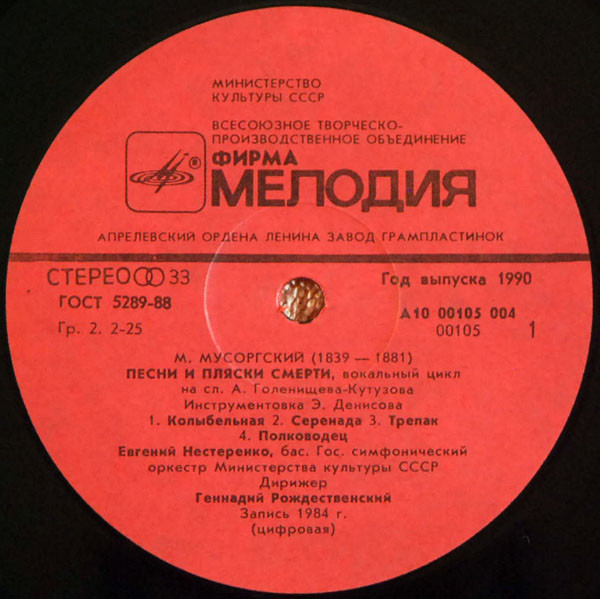 МИНИСТЕРСТВО
КУЛЬТУРЫ СССР
ВСЕСОЮЗНОЕ ТВОРЧЕСКО-
ПРОИЗВОДСТВЕННОЕ ОБЪЕДИНЕНИЕ
ФИРМА
МЕЛОДИЯ
АПРЕЛЕВСКИЙ ОРДЕНА ЛЕНИНА ЗАВОД ГРАМПЛАСТИНОК
СТЕРЕО 33
Год выпуска 1990
ГОСТ 5289-88
А10 00105 004
Гр. 2. 2-25
00105 1
М. МУСОРГСКИЙ (1839 — 1881)
ПЕСНИ И ПЛЯСКИ СМЕРТИ, вокальный цикл
на сл. А. Голенищева-Кутузова
Инструментовка Э. Денисова
1. Колыбельная 2. Серенада 3. Трепак
4. Полководец
Евгений Нестеренко, бас. Гос. симфонический
оркестр Министерства культуры СССР
Дирижер
Геннадий Рождественский
Запись 1984 г.
(цифровая)